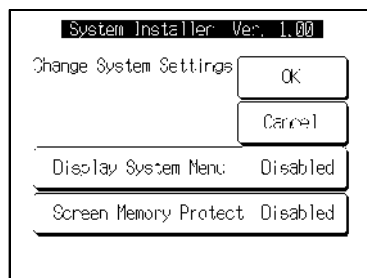 System Installer Ver. 1.00
Change System Settings
OK
Cancel
Display System Menu Disabled
Screen Memory Protect Disabled